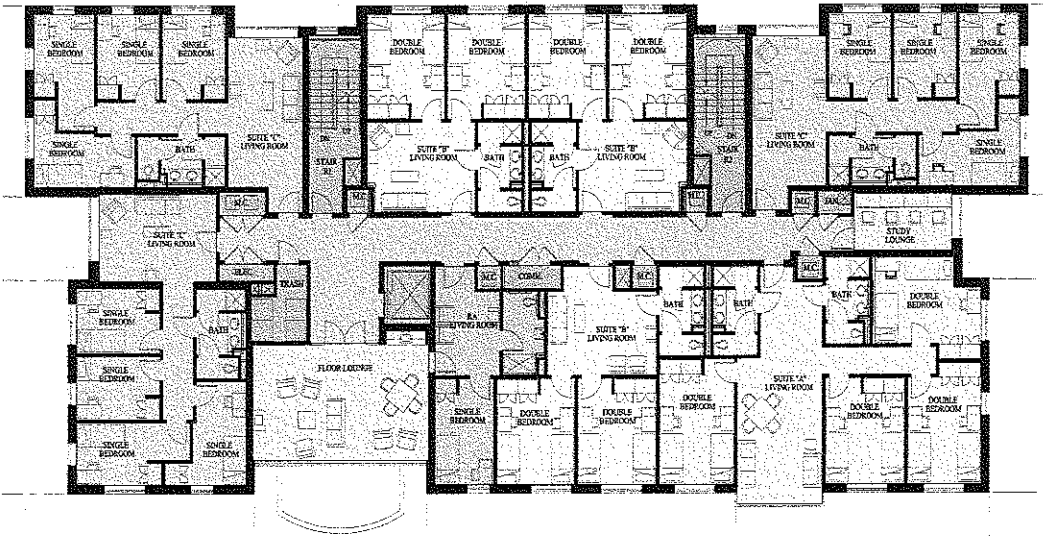 SINGLE
BEDROOM
SINGLE
BEDROOM
SINGLE
BEDROOM
SINGLE
BEDROOM
BATH
SUITE "C"
LIVING ROOM
STAIR
DOUBLE
BEDROOM
DOUBLE
BEDROOM
DOUBLE
BEDROOM
DOUBLE
BEDROOM
SUITE "B"
LIVING ROOM
BATH
BATH
SUITE "B"
LIVING ROOM
STAIR
SUITE "C"
LIVING ROOM
SINGLE
BEDROOM
SINGLE
BEDROOM
SINGLE
BEDROOM
BATH
SINGLE
BEDROOM
M.C.
M.C.
M.C.
M.C.
JAN.
STUDY
LOUNGE
SUITE "C"
LIVING ROOM
ELEC.
TRASH
M.C.
COMM.
M.C.
M.C.
SINGLE
BEDROOM
BATH
SINGLE
BEDROOM
SINGLE
BEDROOM
SINGLE
BEDROOM
FLOOR LOUNGE
RA
LIVING ROOM
SINGLE
BEDROOM
SUITE "B"
LIVING ROOM
BATH
BATH
BATH
DOUBLE
BEDROOM
DOUBLE
BEDROOM
DOUBLE
BEDROOM
DOUBLE
BEDROOM
SUITE "A"
LIVING ROOM
DOUBLE
BEDROOM
DOUBLE
BEDROOM